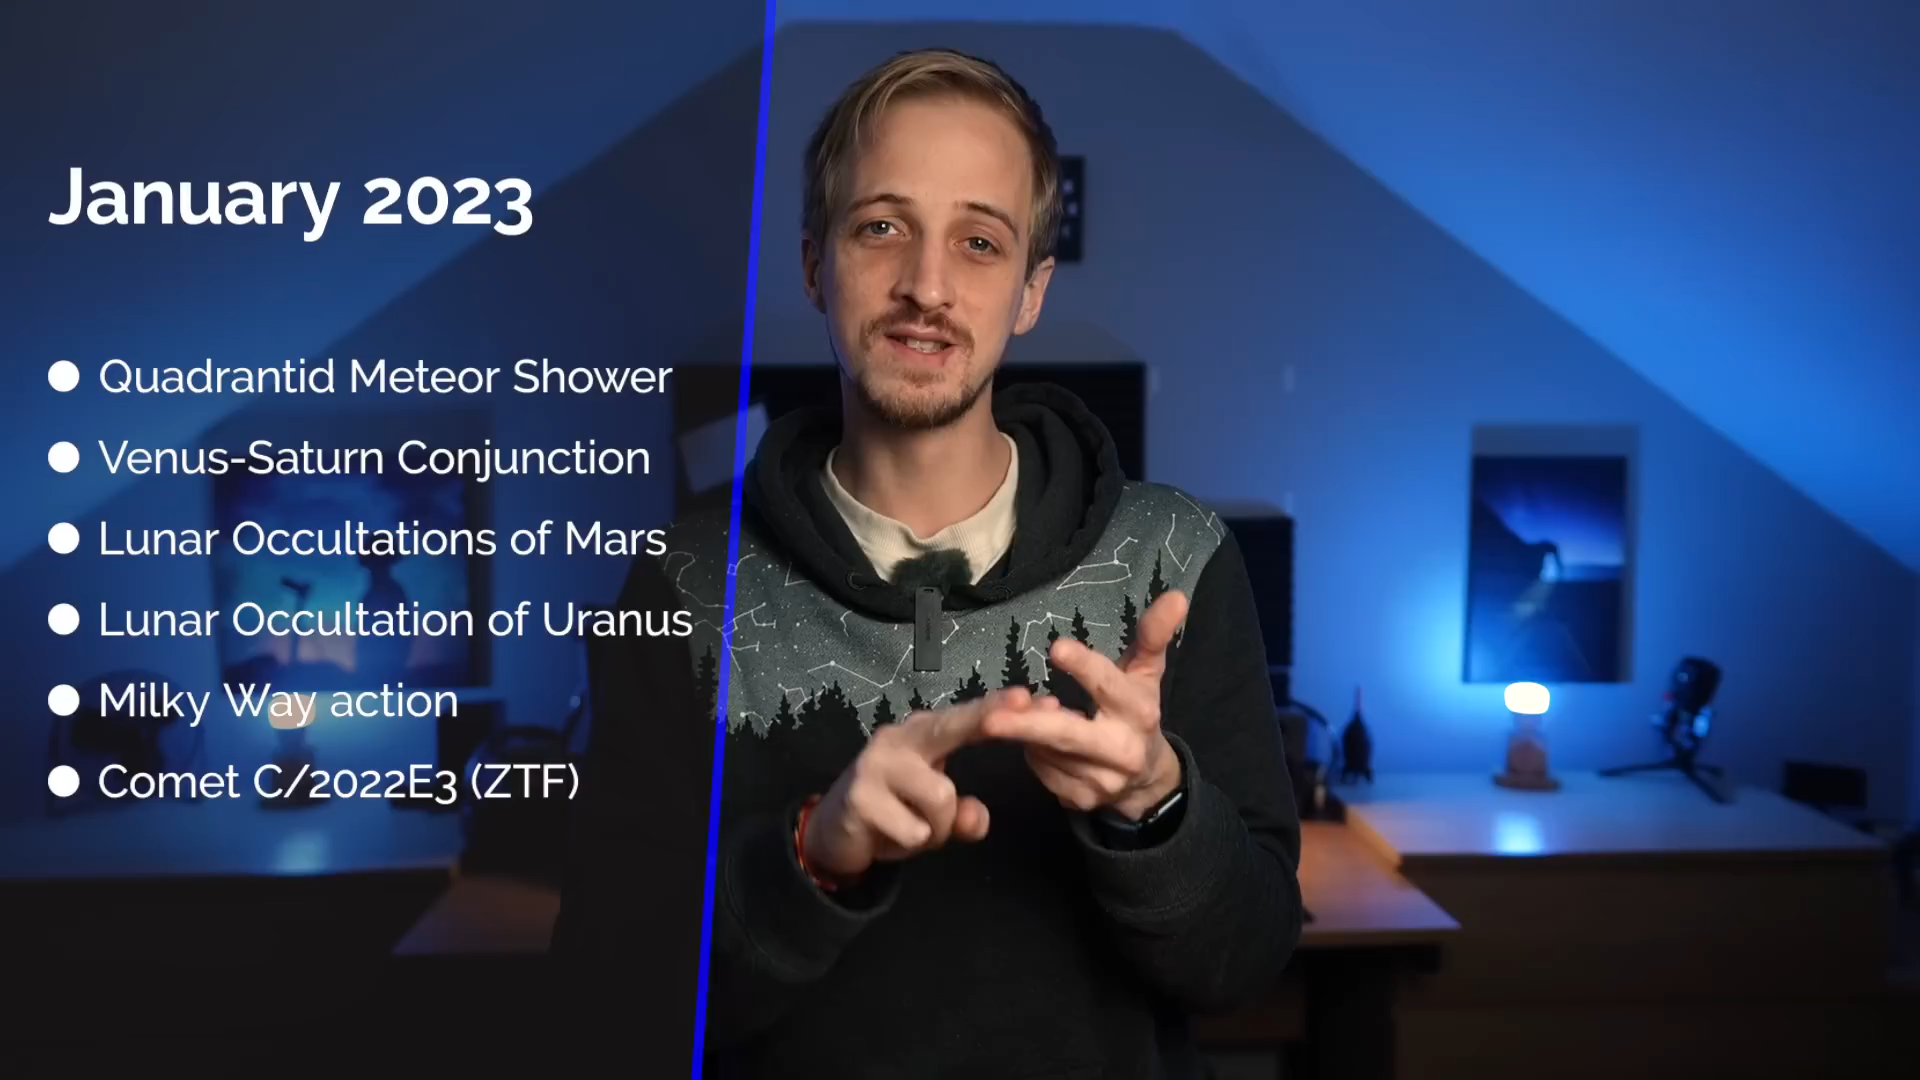 January 2023
Quadrantid Meteor Shower
Venus-Saturn Conjunction
Lunar Occultations of Mars
Lunar Occultation of Uranus
Milky Way action
Comet C/2022E3 (ZTF)